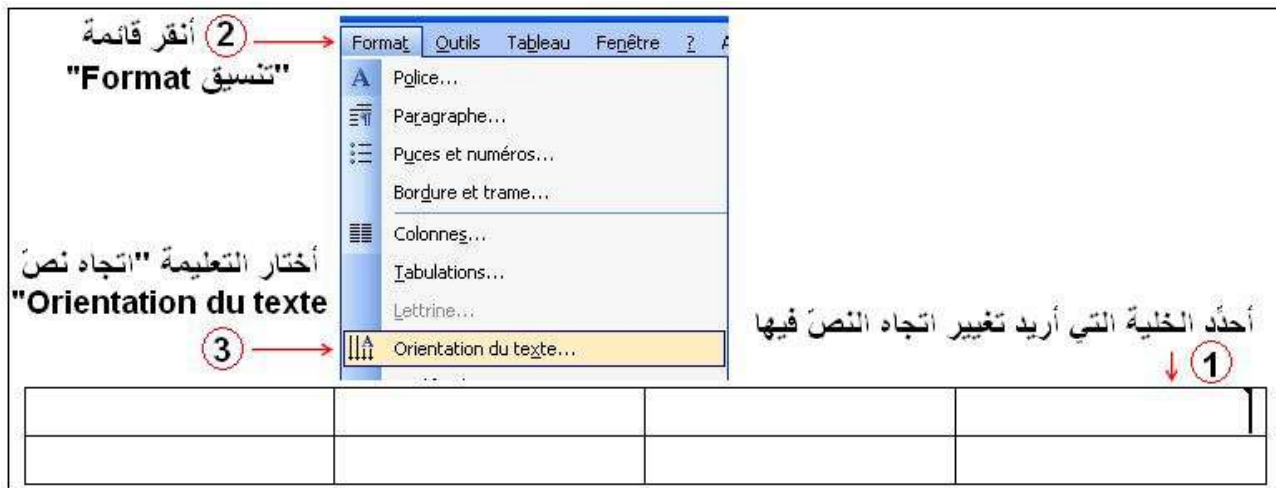 ② أنقر قائمة
"تنسيق Format"
Format Outils Tableau Fenêtre ?
Police...
Paragraphe...
Puces et numéros...
Bordure et trame...
Colonnes...
Tabulations...
Lettrine...
Orientation du texte...
أختار التعليمة "اتجاه نصّ
Orientation du texte"
③
أحدّد الخلية التي أريد تغيير اتجاه النصّ فيها
①